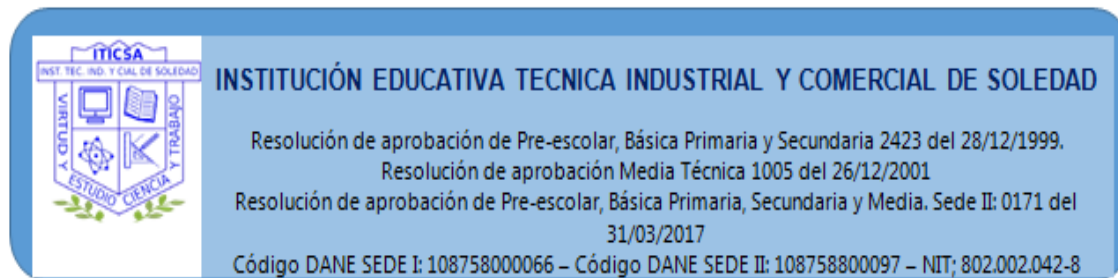 ITICSA
INST. TEC. IND. Y CIAL DE SOLEDAD
VIRTUD Y
Y TRABAJO
ESTUDIO CIENCIA
INSTITUCIÓN EDUCATIVA TECNICA INDUSTRIAL Y COMERCIAL DE SOLEDAD
Resolución de aprobación de Pre-escolar, Básica Primaria y Secundaria 2423 del 28/12/1999.
Resolución de aprobación Media Técnica 1005 del 26/12/2001
Resolución de aprobación de Pre-escolar, Básica Primaria, Secundaria y Media. Sede II: 0171 del
31/03/2017
Código DANE SEDE I: 108758000066 – Código DANE SEDE II: 108758800097 – NIT; 802.002.042-8